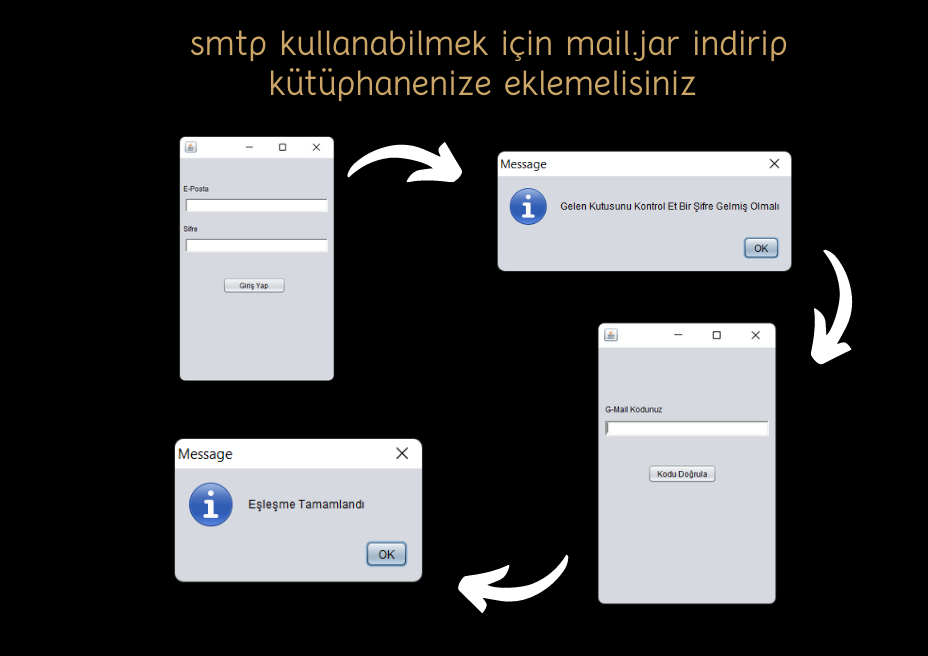 smtp kullanabilmek için mail.jar indirip
kütüphanenize eklemelisiniz
E-Posta
Sifre
Giriş Yap
Message
Gelen Kutusunu Kontrol Et Bir Şifre Gelmiş Olmalı
OK
G-Mail Kodunuz
Kodu Doğrula
Message
Eşleşme Tamamlandı
OK